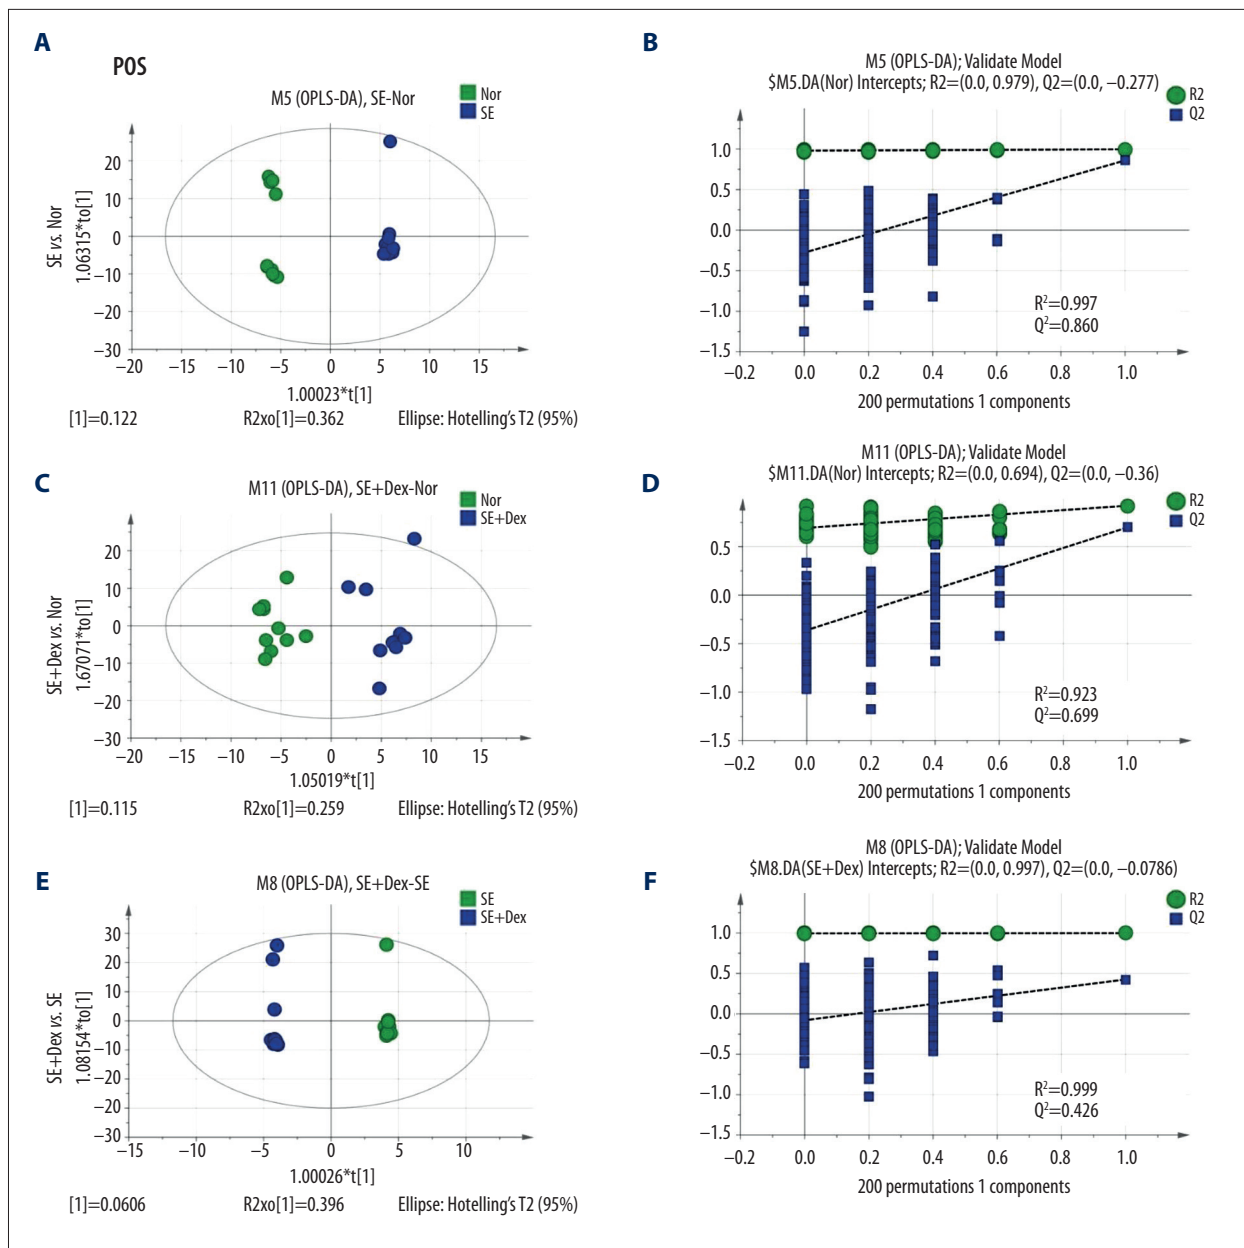 A
POS
M5 (OPLS-DA), SE-Nor
Nor
SE
SE vs. Nor
1.06315*to[1]
20
10
0
−10
−20
−30
−20 −15 −10 −5 0 5 10 15
1.00023*t[1]
[1]=0.122 R2xo[1]=0.362 Ellipse: Hotelling's T2 (95%)
B
M5 (OPLS-DA); Validate Model
$M5.DA(Nor) Intercepts; R2=(0.0, 0.979), Q2=(0.0, −0.277)
R2
Q2
1.0
0.5
0.0
−0.5
−1.0
−1.5
R²=0.997
Q²=0.860
−0.2 0.0 0.2 0.4 0.6 0.8 1.0
200 permutations 1 components
C
M11 (OPLS-DA), SE+Dex-Nor
Nor
SE+Dex
SE+Dex vs. Nor
1.67071*to[1]
20
10
0
−10
−20
−30
−20 −15 −10 −5 0 5 10 15
1.05019*t[1]
[1]=0.115 R2xo[1]=0.259 Ellipse: Hotelling's T2 (95%)
D
M11 (OPLS-DA); Validate Model
$M11.DA(Nor) Intercepts; R2=(0.0, 0.694), Q2=(0.0, −0.36)
R2
Q2
0.5
0.0
−0.5
−1.0
−1.5
R²=0.923
Q²=0.699
−0.2 0.0 0.2 0.4 0.6 0.8 1.0
200 permutations 1 components
E
M8 (OPLS-DA), SE+Dex-SE
SE
SE+Dex
SE+Dex vs. SE
1.08154*to[1]
30
20
10
0
−10
−20
−30
−15 −10 −5 0 5 10
1.00026*t[1]
[1]=0.0606 R2xo[1]=0.396 Ellipse: Hotelling's T2 (95%)
F
M8 (OPLS-DA); Validate Model
$M8.DA(SE+Dex) Intercepts; R2=(0.0, 0.997), Q2=(0.0, −0.0786)
R2
Q2
1.0
0.5
0.0
−0.5
−1.0
−1.5
R²=0.999
Q²=0.426
−0.2 0.0 0.2 0.4 0.6 0.8 1.0
200 permutations 1 components